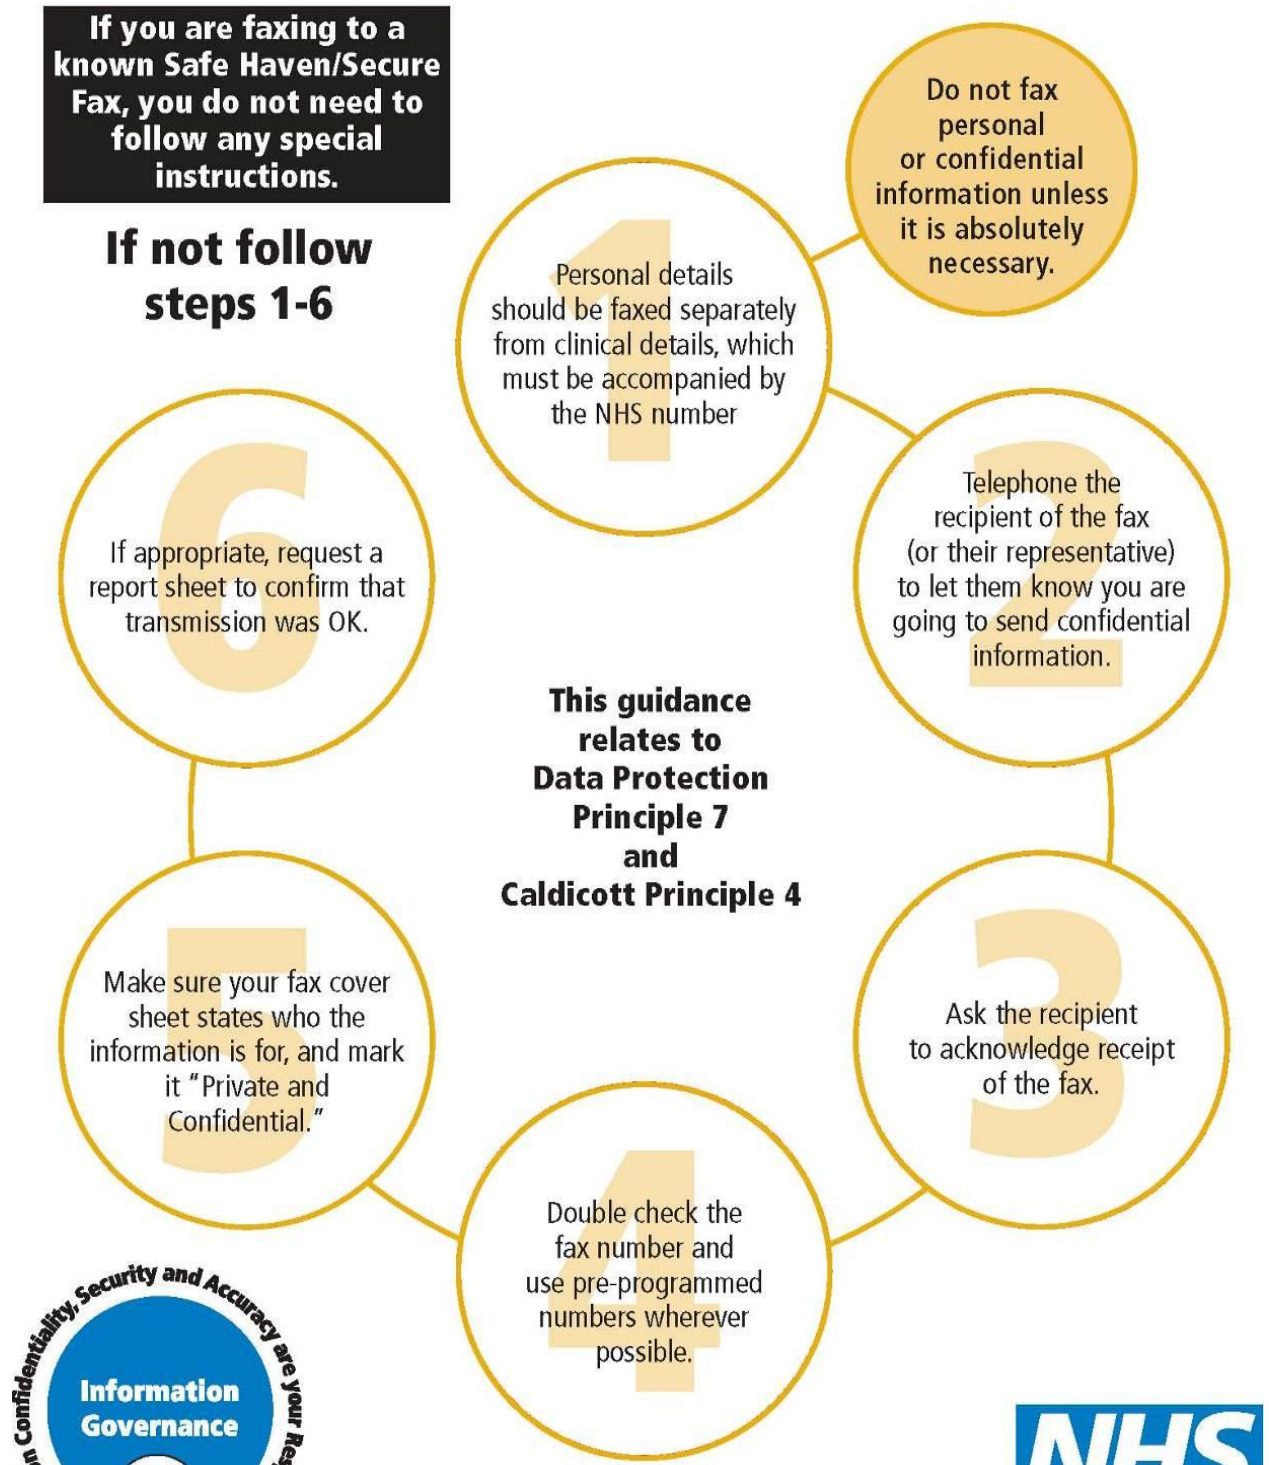 If you are faxing to a
known Safe Haven/Secure
Fax, you do not need to
follow any special
instructions.
If not follow
steps 1-6
Do not fax
personal
or confidential
information unless
it is absolutely
necessary.
1
Personal details
should be faxed separately
from clinical details, which
must be accompanied by
the NHS number
2
Telephone the
recipient of the fax
(or their representative)
to let them know you are
going to send confidential
information.
3
Ask the recipient
to acknowledge receipt
of the fax.
4
Double check the
fax number and
use pre-programmed
numbers wherever
possible.
5
Make sure your fax cover
sheet states who the
information is for, and mark
it “Private and
Confidential.”
6
If appropriate, request a
report sheet to confirm that
transmission was OK.
This guidance
relates to
Data Protection
Principle 7
and
Caldicott Principle 4
Confidentiality, Security and Accuracy are your
Information
Governance
NHS